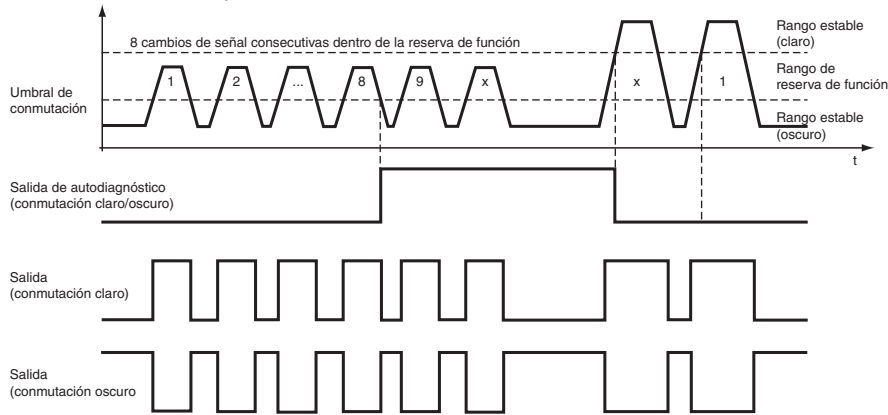 8 cambios de señal consecutivas dentro de la reserva de función
Rango estable
(claro)
1
2
...
8
9
x
x
1
Rango de
reserva de función
Umbral de
conmutación
Rango estable
(oscuro)
t
Salida de autodiagnóstico
(conmutación claro/oscuro)
Salida
(conmutación claro)
Salida
(conmutación oscuro